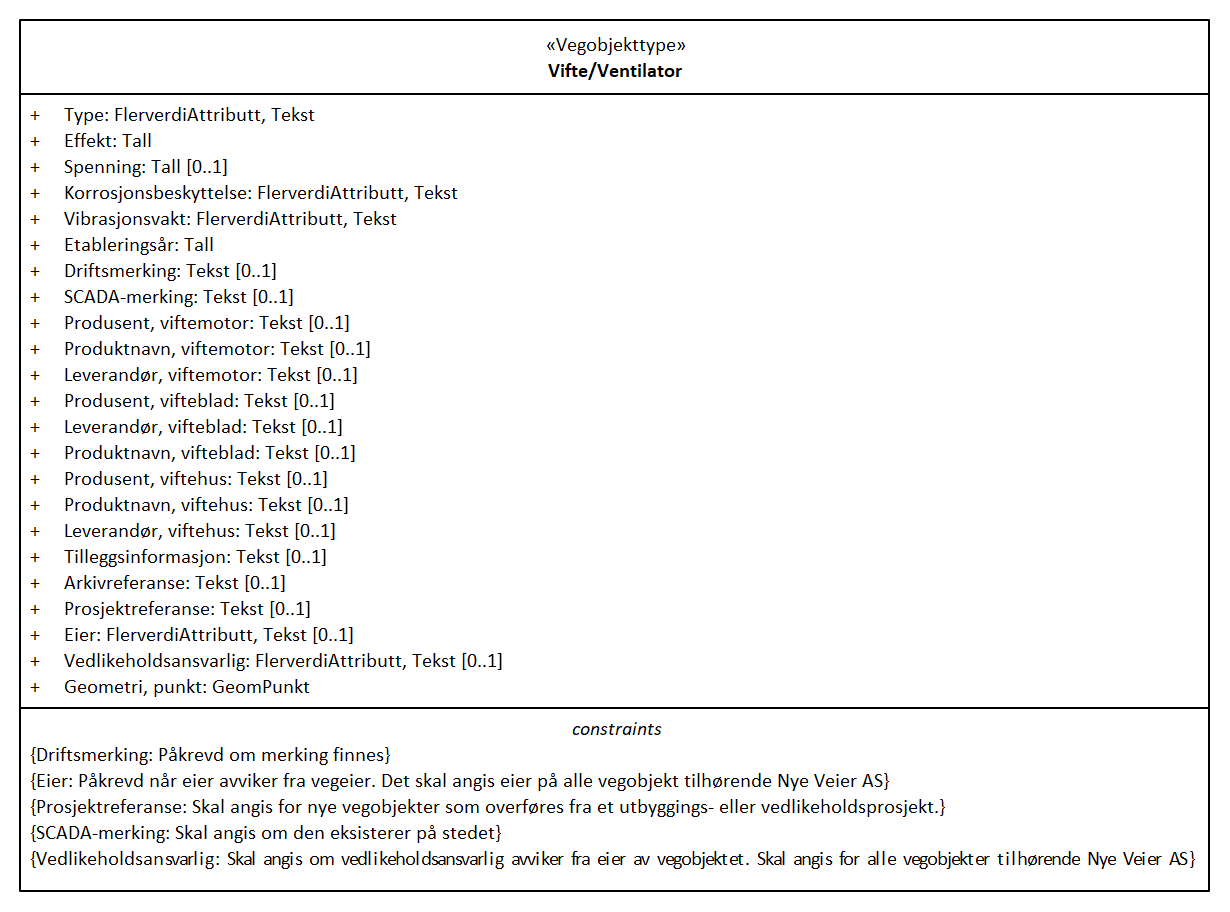 «Vegobjekttype»
Vifte/Ventilator
+ Type: FlerverdiAttributt, Tekst
+ Effekt: Tall
+ Spenning: Tall [0..1]
+ Korrosjonsbeskyttelse: FlerverdiAttributt, Tekst
+ Vibrasjonsvakt: FlerverdiAttributt, Tekst
+ Etableringsår: Tall
+ Driftsmerking: Tekst [0..1]
+ SCADA-merking: Tekst [0..1]
+ Produsent, viftemotor: Tekst [0..1]
+ Produktnavn, viftemotor: Tekst [0..1]
+ Leverandør, viftemotor: Tekst [0..1]
+ Produsent, vifteblad: Tekst [0..1]
+ Leverandør, vifteblad: Tekst [0..1]
+ Produktnavn, vifteblad: Tekst [0..1]
+ Produsent, viftehus: Tekst [0..1]
+ Produktnavn, viftehus: Tekst [0..1]
+ Leverandør, viftehus: Tekst [0..1]
+ Tilleggsinformasjon: Tekst [0..1]
+ Arkivreferanse: Tekst [0..1]
+ Prosjektreferanse: Tekst [0..1]
+ Eier: FlerverdiAttributt, Tekst [0..1]
+ Vedlikeholdsansvarlig: FlerverdiAttributt, Tekst [0..1]
+ Geometri, punkt: GeomPunkt
constraints
{Driftsmerking: Påkrevd om merking finnes}
{Eier: Påkrevd når eier avviker fra vegeier. Det skal angis eier på alle vegobjekt tilhørende Nye Veier AS}
{Prosjektreferanse: Skal angis for nye vegobjekter som overføres fra et utbyggings- eller vedlikeholdsprosjekt.}
{SCADA-merking: Skal angis om den eksisterer på stedet}
{Vedlikeholdsansvarlig: Skal angis om vedlikeholdsansvarlig avviker fra eier av vegobjektet. Skal angis for alle vegobjekter tilhørende Nye Veier AS}